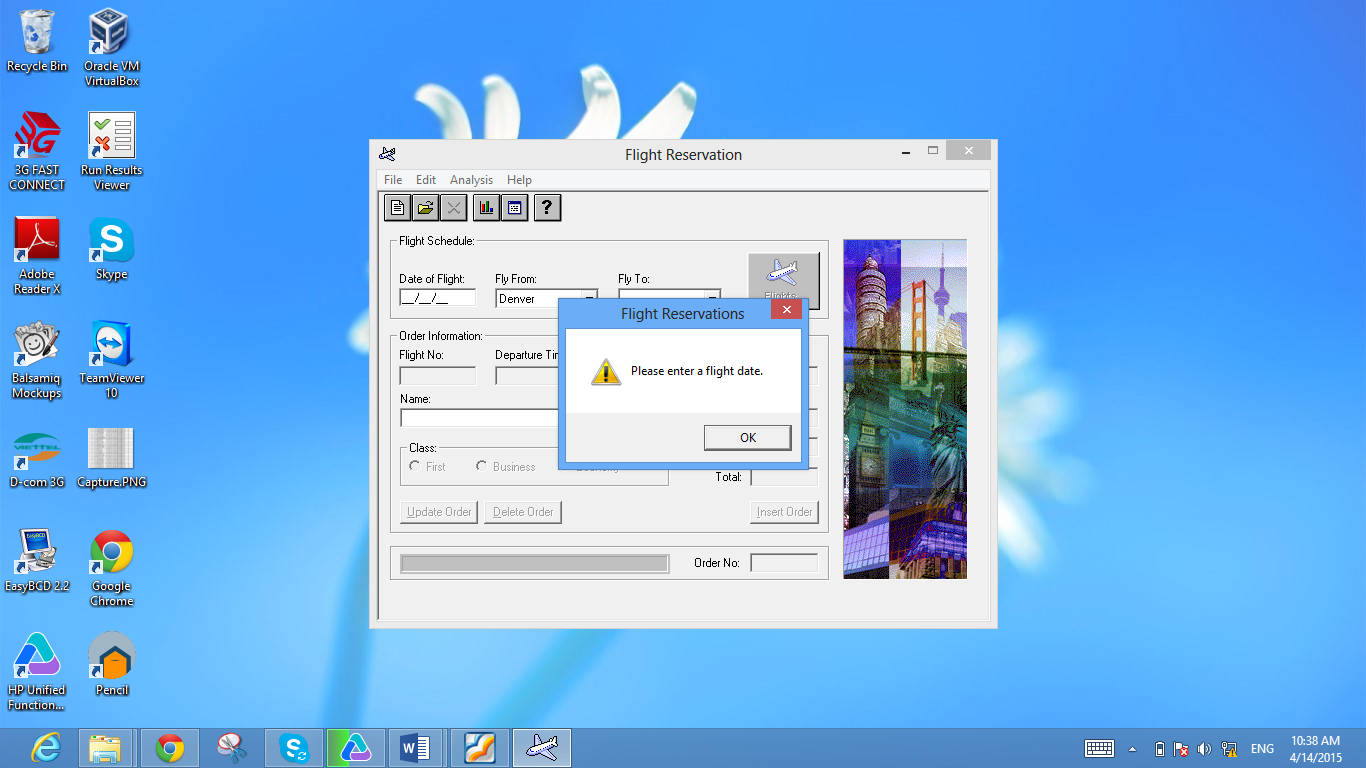 Recycle Bin
Oracle VM
VirtualBox
3G FAST
CONNECT
Run Results
Viewer
Adobe
Reader X
Skype
Balsamiq
Mockups
TeamViewer
10
D-com 3G
Capture.PNG
EasyBCD 2.2
Google
Chrome
HP Unified
Function...
Pencil
Flight Reservation
File Edit Analysis Help
Flight Schedule:
Date of Flight: Fly From: Fly To:
__/__/__ Denver
Flights
Order Information:
Flight No: Departure Tim
Name:
Class:
First Business Economy
Total:
Update Order Delete Order Insert Order
Order No:
Flight Reservations
Please enter a flight date.
OK
ENG
10:38 AM
4/14/2015